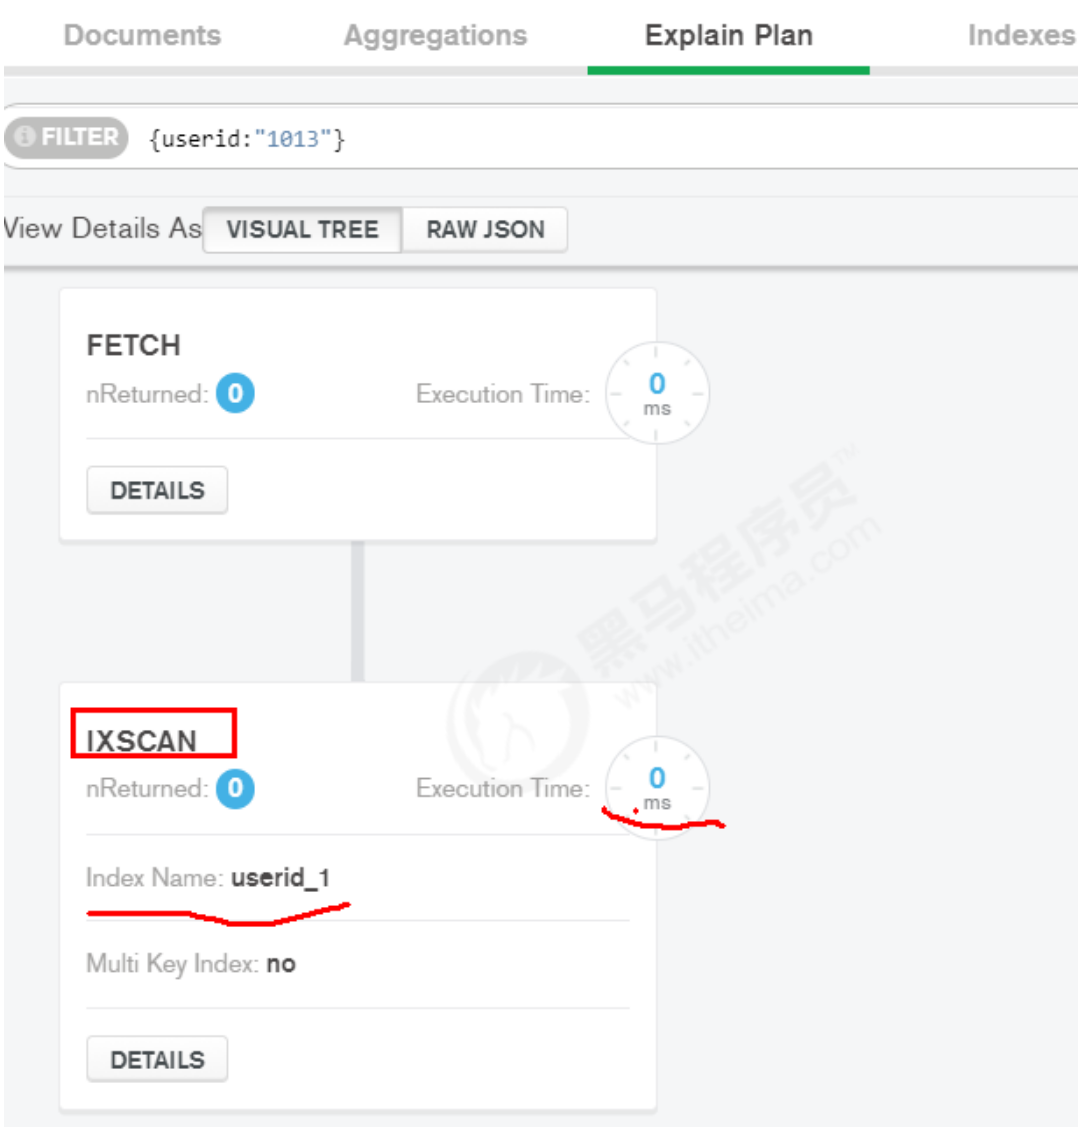 Documents Aggregations Explain Plan Indexes
FILTER {userid:"1013"}
View Details As VISUAL TREE RAW JSON
FETCH
nReturned: 0 Execution Time: 0 ms
DETAILS
黑马程序员™
www.itheima.com
IXSCAN
nReturned: 0 Execution Time: 0 ms
Index Name: userid_1
Multi Key Index: no
DETAILS